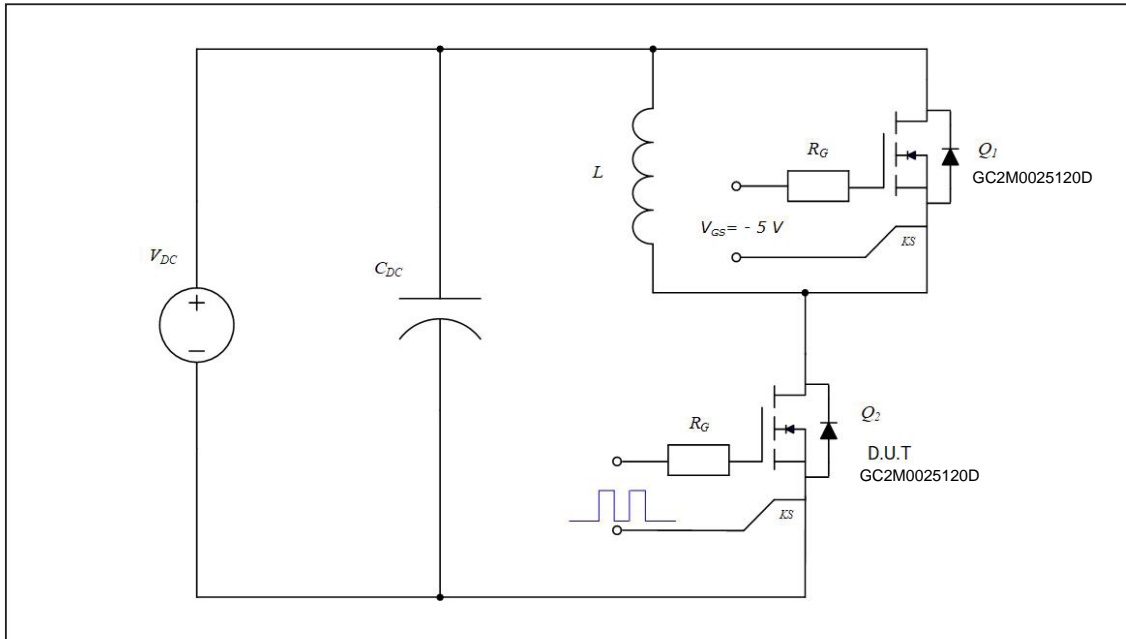 R_G
Q_1
GC2M0025120D
L
V_GS = - 5 V
KS
V_DC
C_DC
+
−
R_G
Q_2
D.U.T
GC2M0025120D
KS